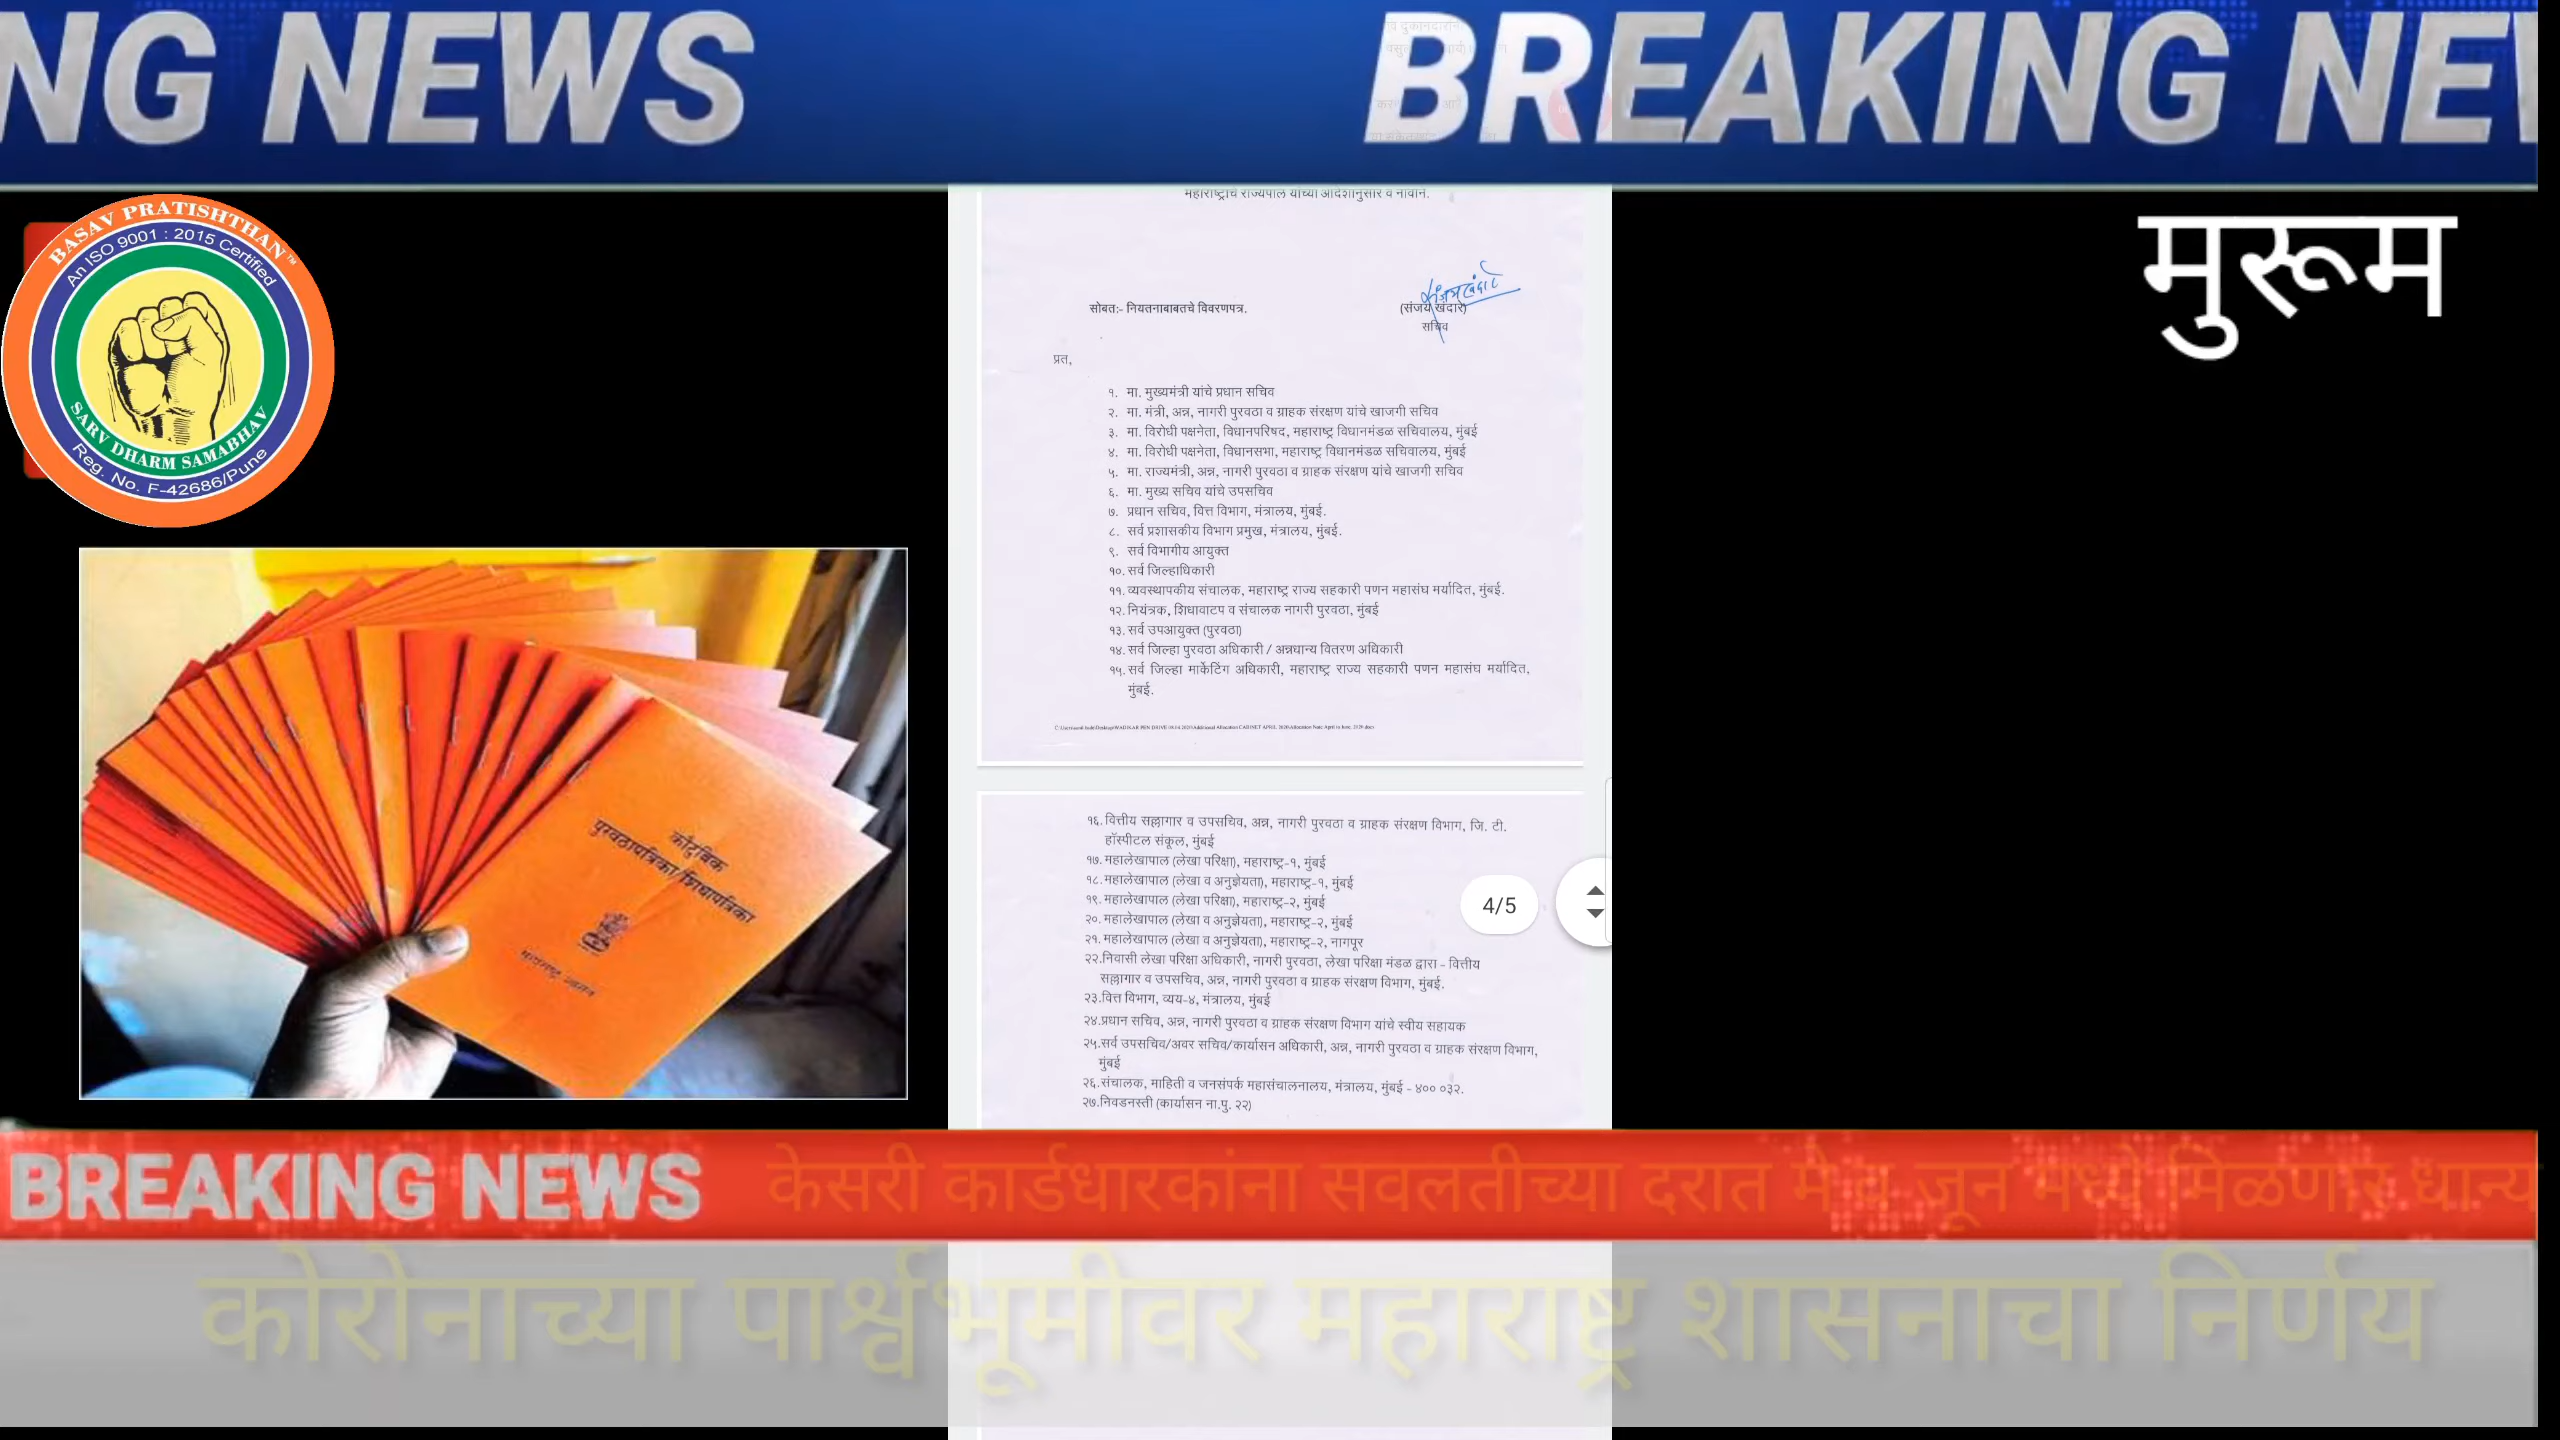 NG NEWS
BREAKING NEW
BASAV PRATISHTHAN™
An ISO 9001 : 2015 Certified
SARV DHARM SAMABHAV
Reg. No. F-42686/Pune
मुरूम
महाराष्ट्राचे राज्यपाल यांच्या आदेशानुसार व नावाने.
सोबत:- नियतनाबाबतचे विवरणपत्र.
(संजय खंदारे)
सचिव
प्रत,
१. मा. मुख्यमंत्री यांचे प्रधान सचिव
२. मा. मंत्री, अन्न, नागरी पुरवठा व ग्राहक संरक्षण यांचे खाजगी सचिव
३. मा. विरोधी पक्षनेता, विधानपरिषद, महाराष्ट्र विधानमंडळ सचिवालय, मुंबई
४. मा. विरोधी पक्षनेता, विधानसभा, महाराष्ट्र विधानमंडळ सचिवालय, मुंबई
५. मा. राज्यमंत्री, अन्न, नागरी पुरवठा व ग्राहक संरक्षण यांचे खाजगी सचिव
६. मा. मुख्य सचिव यांचे उपसचिव
७. प्रधान सचिव, वित्त विभाग, मंत्रालय, मुंबई.
८. सर्व प्रशासकीय विभाग प्रमुख, मंत्रालय, मुंबई.
९. सर्व विभागीय आयुक्त
१०. सर्व जिल्हाधिकारी
११. व्यवस्थापकीय संचालक, महाराष्ट्र राज्य सहकारी पणन महासंघ मर्यादित, मुंबई.
१२. नियंत्रक, शिधावाटप व संचालक नागरी पुरवठा, मुंबई
१३. सर्व उपआयुक्त (पुरवठा)
१४. सर्व जिल्हा पुरवठा अधिकारी / अन्नधान्य वितरण अधिकारी
१५. सर्व जिल्हा मार्केटिंग अधिकारी, महाराष्ट्र राज्य सहकारी पणन महासंघ मर्यादित,
मुंबई.
१६. वित्तीय सल्लागार व उपसचिव, अन्न, नागरी पुरवठा व ग्राहक संरक्षण विभाग, जि. टी.
हॉस्पीटल संकूल, मुंबई
१७. महालेखापाल (लेखा परिक्षा), महाराष्ट्र-१, मुंबई
१८. महालेखापाल (लेखा व अनुज्ञेयता), महाराष्ट्र-१, मुंबई
१९. महालेखापाल (लेखा परिक्षा), महाराष्ट्र-२, मुंबई
२०. महालेखापाल (लेखा व अनुज्ञेयता), महाराष्ट्र-२, मुंबई
२१. महालेखापाल (लेखा व अनुज्ञेयता), महाराष्ट्र-२, नागपूर
२२.निवासी लेखा परिक्षा अधिकारी, नागरी पुरवठा, लेखा परिक्षा मंडळ द्वारा - वित्तीय
सल्लागार व उपसचिव, अन्न, नागरी पुरवठा व ग्राहक संरक्षण विभाग, मुंबई.
२३.वित्त विभाग, व्यय-४, मंत्रालय, मुंबई
२४.प्रधान सचिव, अन्न, नागरी पुरवठा व ग्राहक संरक्षण विभाग यांचे स्वीय सहायक
२५.सर्व उपसचिव/अवर सचिव/कार्यासन अधिकारी, अन्न, नागरी पुरवठा व ग्राहक संरक्षण विभाग,
मुंबई
२६.संचालक, माहिती व जनसंपर्क महासंचालनालय, मंत्रालय, मुंबई - ४०० ०३२.
२७.निवडनस्ती (कार्यासन ना.पु. २२)
4/5
कौटुंबिक
पुरवठापत्रिका/शिधापत्रिका
BREAKING NEWS
केसरी कार्डधारकांना सवलतीच्या दरात मे व जून मध्ये मिळणार धान्य
कोरोनाच्या पार्श्वभूमीवर महाराष्ट्र शासनाचा निर्णय